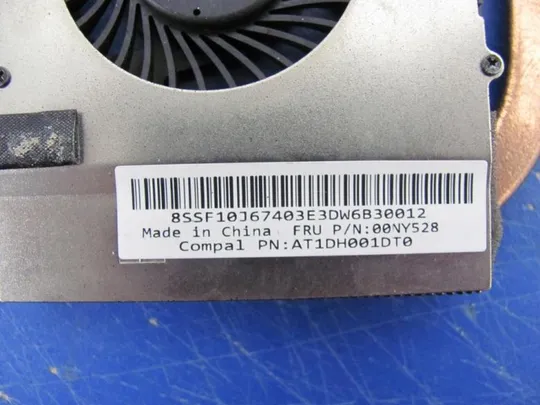 8SSF10J67403E3DW6B30012
Made in China FRU P/N:00NY528
Compal PN:AT1DH001DT0